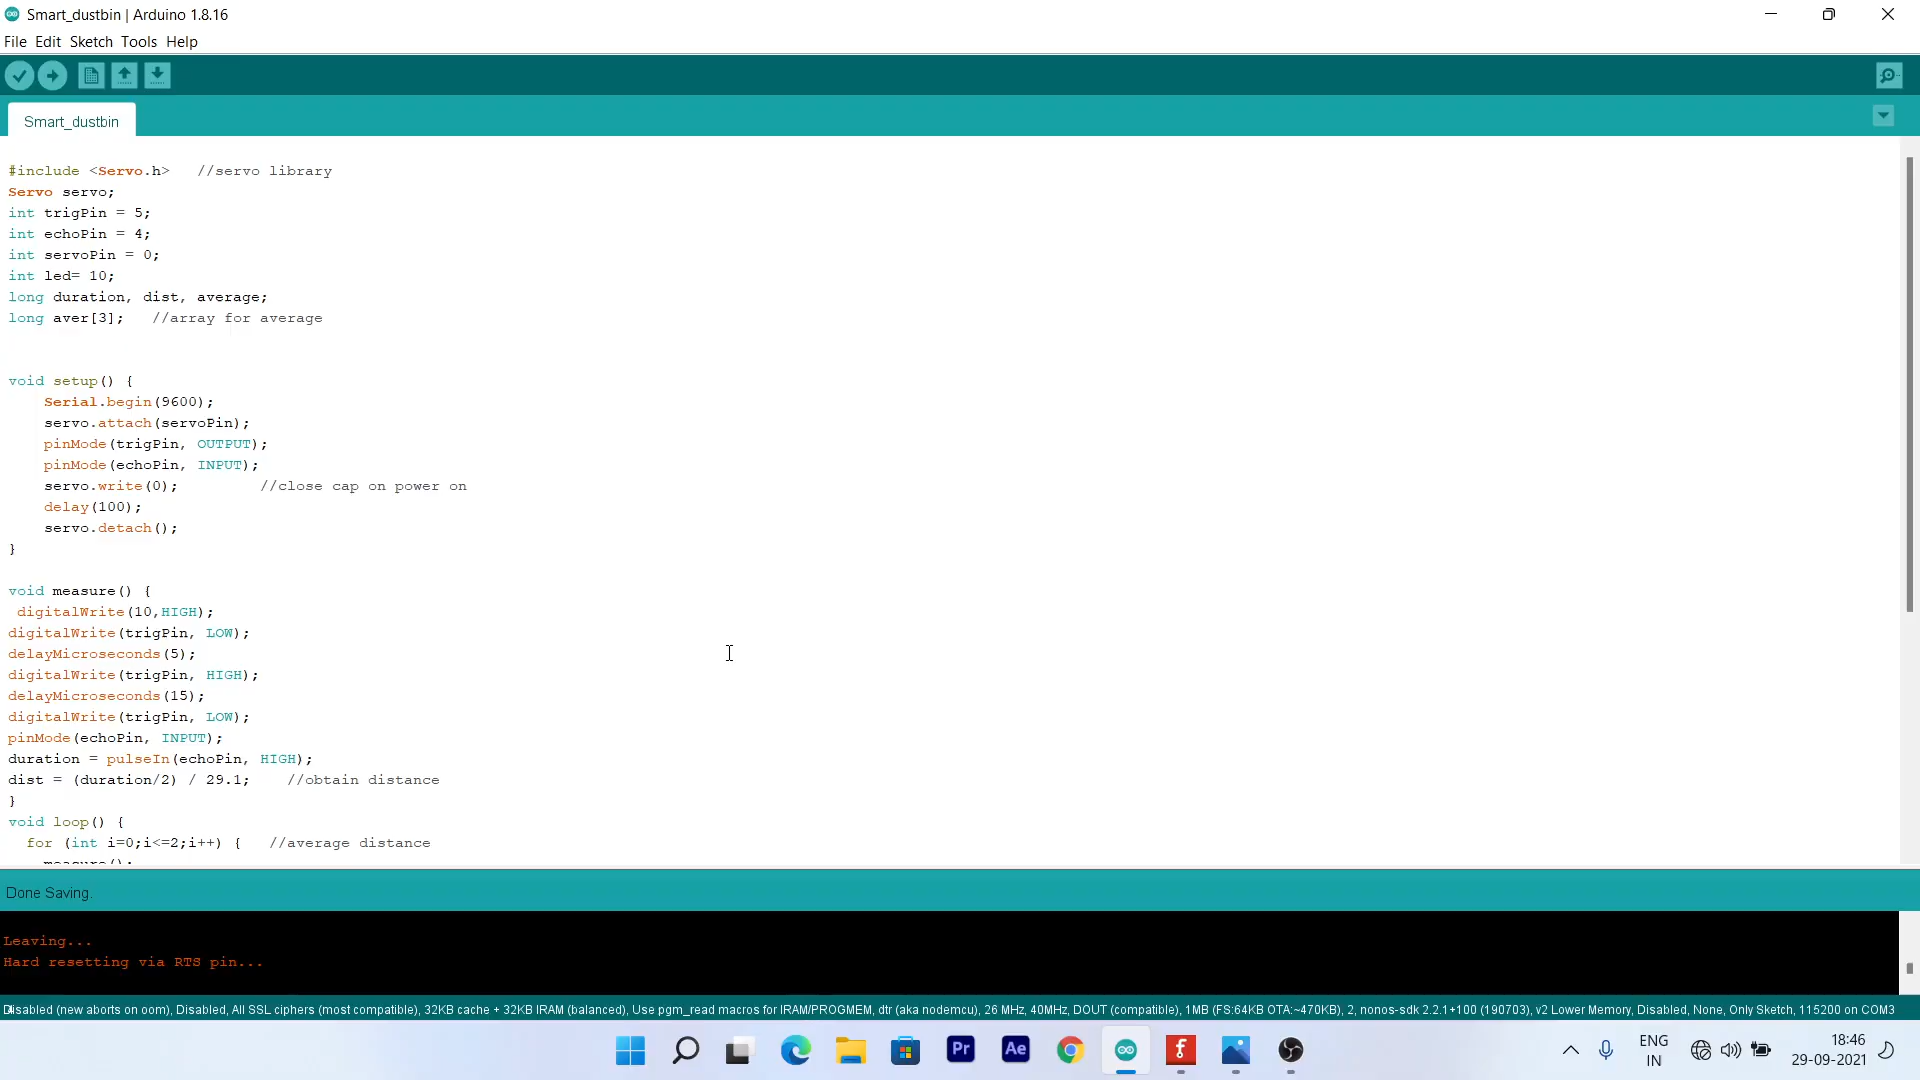 Smart_dustbin | Arduino 1.8.16
File Edit Sketch Tools Help
Smart_dustbin
#include <Servo.h>   //servo library
Servo servo;
int trigPin = 5;
int echoPin = 4;
int servoPin = 0;
int led= 10;
long duration, dist, average;
long aver[3];   //array for average
void setup() {
    Serial.begin(9600);
    servo.attach(servoPin);
    pinMode(trigPin, OUTPUT);
    pinMode(echoPin, INPUT);
    servo.write(0);         //close cap on power on
    delay(100);
    servo.detach();
}
void measure() {
 digitalWrite(10,HIGH);
digitalWrite(trigPin, LOW);
delayMicroseconds(5);
digitalWrite(trigPin, HIGH);
delayMicroseconds(15);
digitalWrite(trigPin, LOW);
pinMode(echoPin, INPUT);
duration = pulseIn(echoPin, HIGH);
dist = (duration/2) / 29.1;    //obtain distance
}
void loop() {
  for (int i=0;i<=2;i++) {   //average distance
    measure();
Done Saving.
Leaving...
Hard resetting via RTS pin...
Disabled (new aborts on oom), Disabled, All SSL ciphers (most compatible), 32KB cache + 32KB IRAM (balanced), Use pgm_read macros for IRAM/PROGMEM, dtr (aka nodemcu), 26 MHz, 40MHz, DOUT (compatible), 1MB (FS:64KB OTA:~470KB), 2, nonos-sdk 2.2.1+100 (190703), v2 Lower Memory, Disabled, None, Only Sketch, 115200 on COM3
Pr
Ae
ENG
IN
18:46
29-09-2021